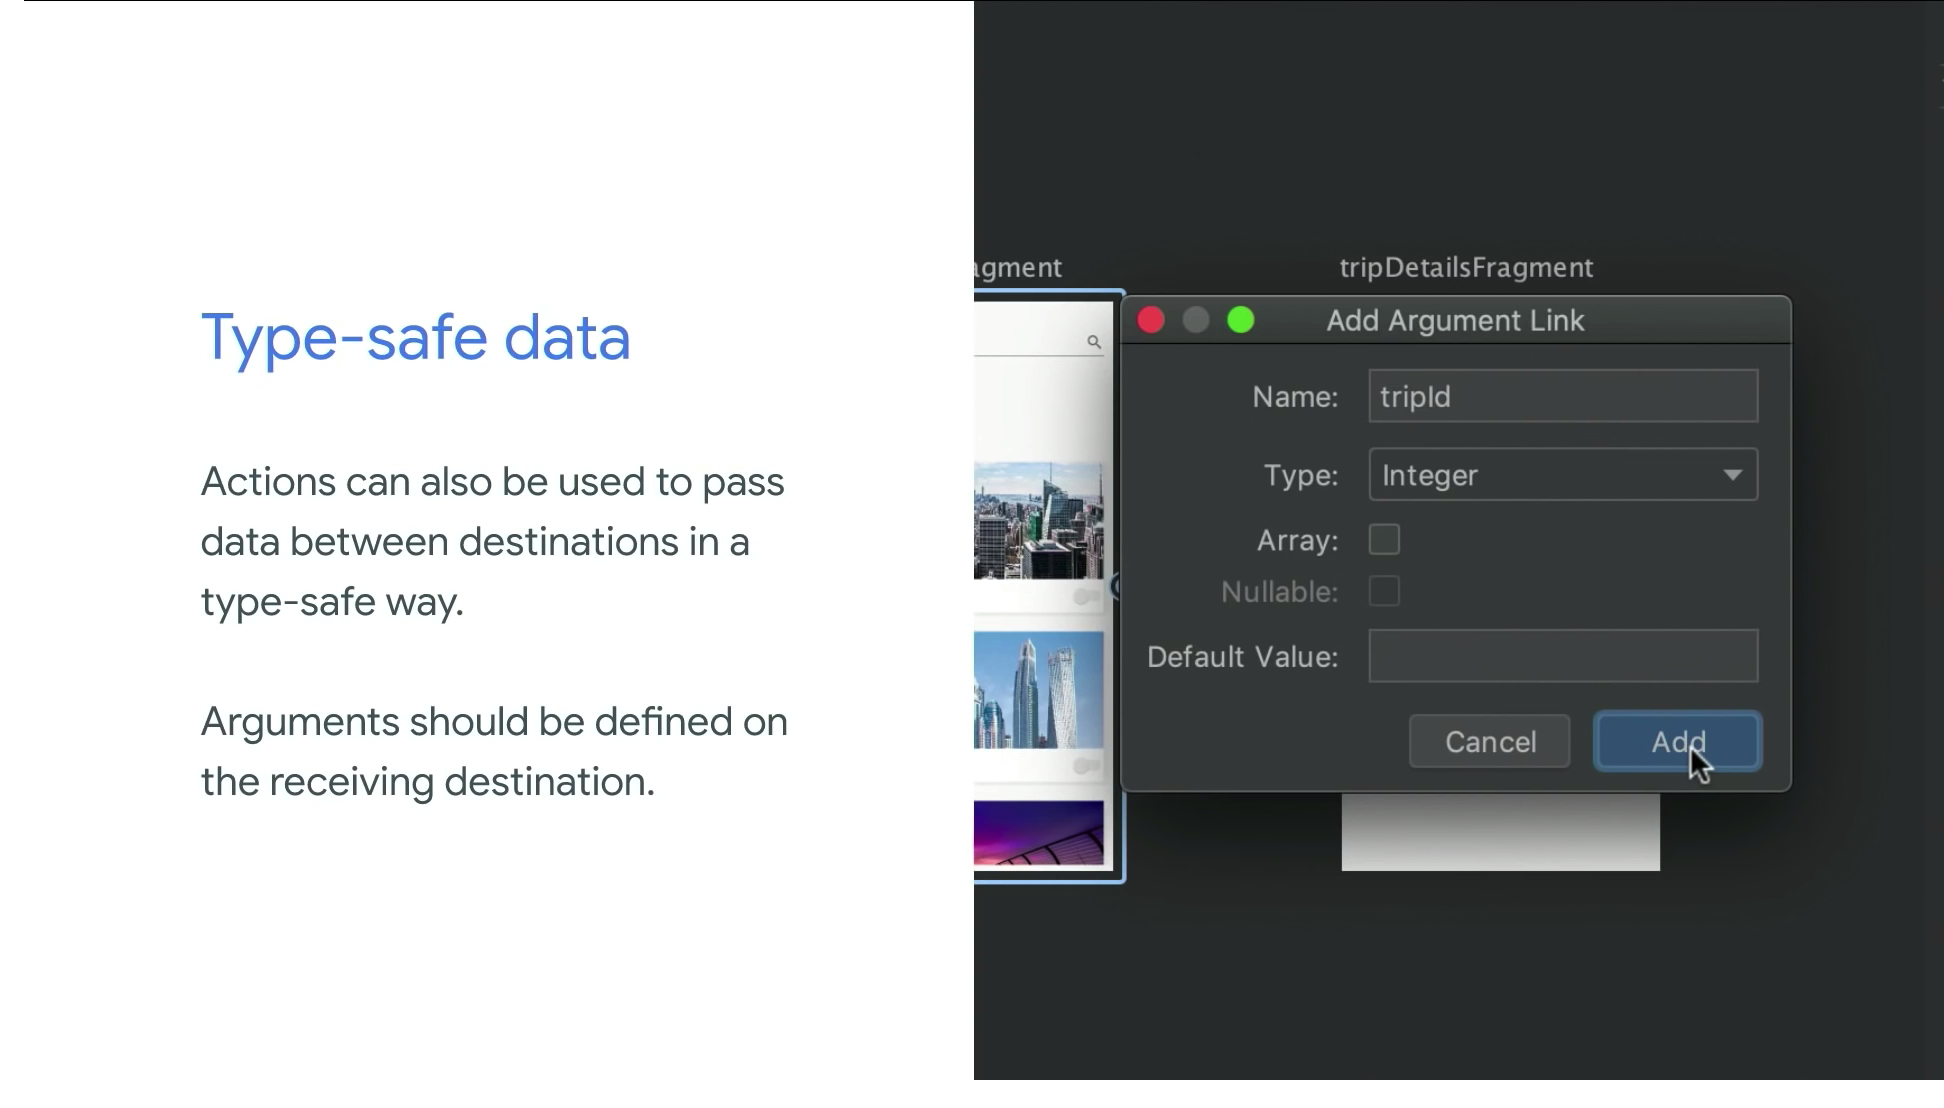 Type-safe data
Actions can also be used to pass
data between destinations in a
type-safe way.
Arguments should be defined on
the receiving destination.
agment
tripDetailsFragment
Add Argument Link
Name: tripId
Type: Integer
Array:
Nullable:
Default Value:
Cancel Add